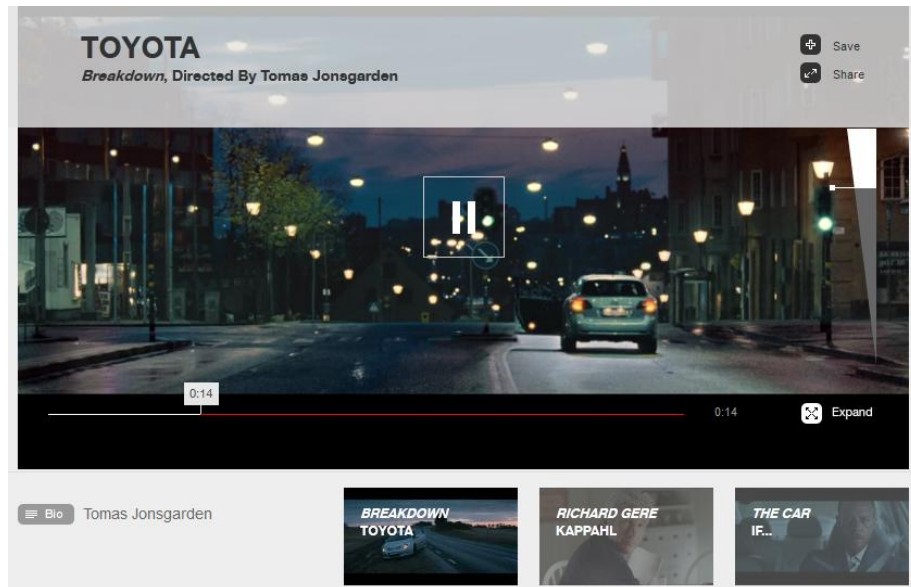 TOYOTA
Breakdown, Directed By Tomas Jonsgarden
Save
Share
0:14
0:14
Expand
Bio
Tomas Jonsgarden
BREAKDOWN
TOYOTA
RICHARD GERE
KAPPAHL
THE CAR
IF...